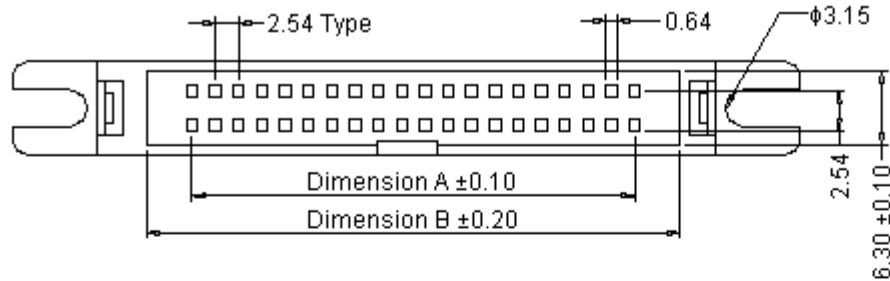 2.54 Type
0.64
ϕ3.15
Dimension A ±0.10
Dimension B ±0.20
2.54
6.30 ±0.10